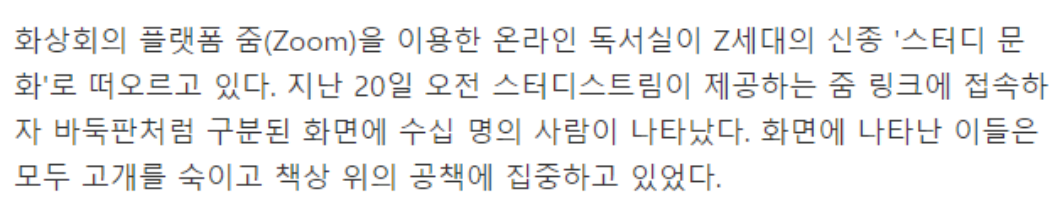 화상회의 플랫폼 줌(Zoom)을 이용한 온라인 독서실이 Z세대의 신종 '스터디 문
화'로 떠오르고 있다. 지난 20일 오전 스터디스트림이 제공하는 줌 링크에 접속하
자 바둑판처럼 구분된 화면에 수십 명의 사람이 나타났다. 화면에 나타난 이들은
모두 고개를 숙이고 책상 위의 공책에 집중하고 있었다.